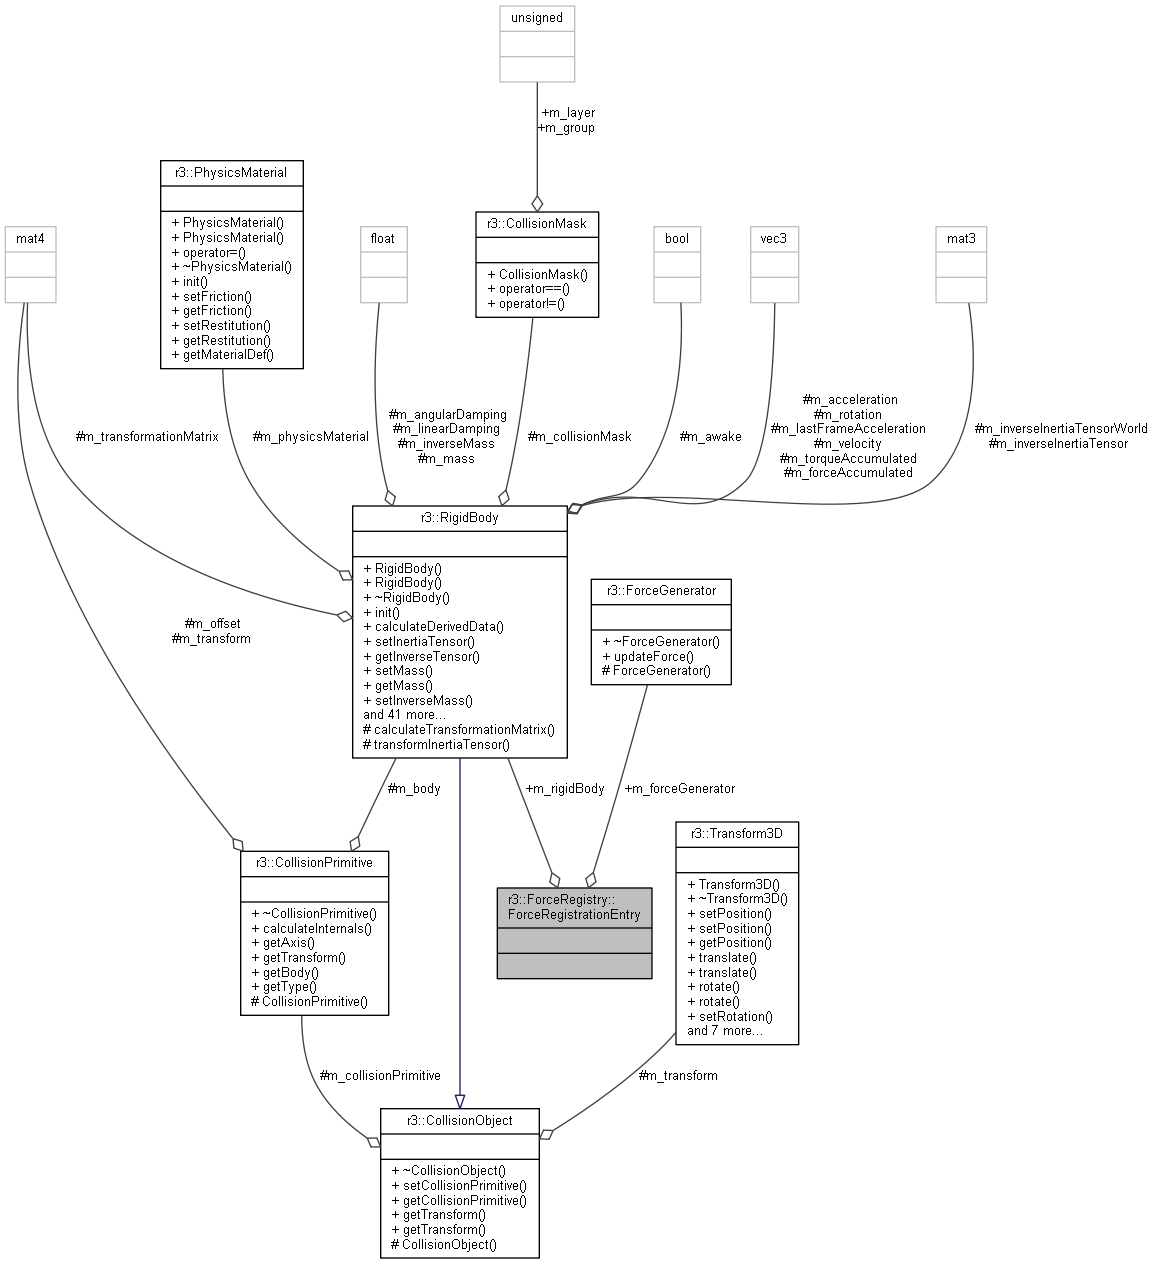 unsigned
+m_layer
+m_group
r3::PhysicsMaterial
+ PhysicsMaterial()
+ PhysicsMaterial()
+ operator=()
+ ~PhysicsMaterial()
+ init()
+ setFriction()
+ getFriction()
+ setRestitution()
+ getRestitution()
+ getMaterialDef()
r3::CollisionMask
+ CollisionMask()
+ operator==()
+ operator!=()
mat4
float
bool
vec3
mat3
#m_transformationMatrix
#m_physicsMaterial
#m_angularDamping
#m_linearDamping
#m_inverseMass
#m_mass
#m_collisionMask
#m_awake
#m_acceleration
#m_rotation
#m_lastFrameAcceleration
#m_velocity
#m_torqueAccumulated
#m_forceAccumulated
#m_inverseInertiaTensorWorld
#m_inverseInertiaTensor
r3::RigidBody
+ RigidBody()
+ RigidBody()
+ ~RigidBody()
+ init()
+ calculateDerivedData()
+ setInertiaTensor()
+ getInverseTensor()
+ setMass()
+ getMass()
+ setInverseMass()
and 41 more...
# calculateTransformationMatrix()
# transformInertiaTensor()
r3::ForceGenerator
+ ~ForceGenerator()
+ updateForce()
# ForceGenerator()
#m_offset
#m_transform
#m_body
+m_rigidBody
+m_forceGenerator
r3::CollisionPrimitive
+ ~CollisionPrimitive()
+ calculateInternals()
+ getAxis()
+ getTransform()
+ getBody()
+ getType()
# CollisionPrimitive()
r3::ForceRegistry::
ForceRegistrationEntry
r3::Transform3D
+ Transform3D()
+ ~Transform3D()
+ setPosition()
+ setPosition()
+ getPosition()
+ translate()
+ translate()
+ rotate()
+ rotate()
+ setRotation()
and 7 more...
#m_collisionPrimitive
#m_transform
r3::CollisionObject
+ ~CollisionObject()
+ setCollisionPrimitive()
+ getCollisionPrimitive()
+ getTransform()
+ getTransform()
# CollisionObject()